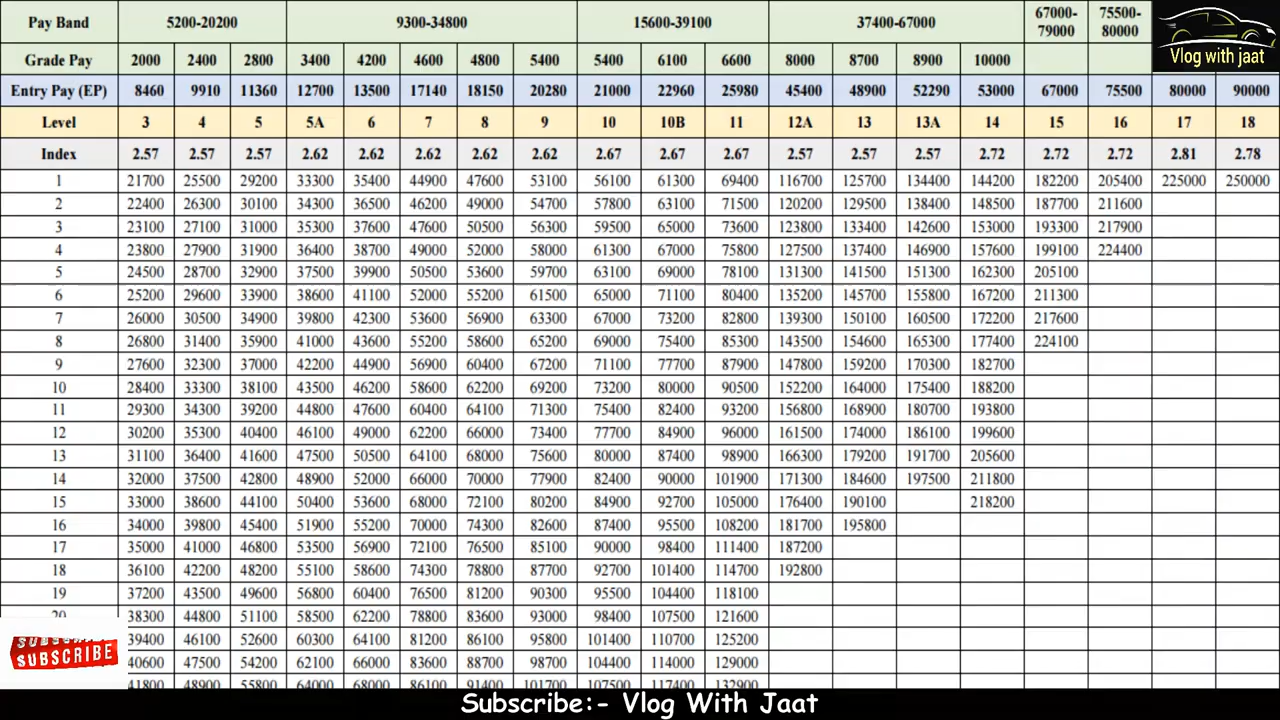 Pay Band 5200-20200 9300-34800 15600-39100 37400-67000 67000-79000 75500-80000
Vlog with jaat
Grade Pay 2000 2400 2800 3400 4200 4600 4800 5400 5400 6100 6600 8000 8700 8900 10000
Entry Pay (EP) 8460 9910 11360 12700 13500 17140 18150 20280 21000 22960 25980 45400 48900 52290 53000 67000 75500 80000 90000
Level 3 4 5 5A 6 7 8 9 10 10B 11 12A 13 13A 14 15 16 17 18
Index 2.57 2.57 2.57 2.62 2.62 2.62 2.62 2.62 2.67 2.67 2.67 2.57 2.57 2.57 2.72 2.72 2.72 2.81 2.78
1 21700 25500 29200 33300 35400 44900 47600 53100 56100 61300 69400 116700 125700 134400 144200 182200 205400 225000 250000
2 22400 26300 30100 34300 36500 46200 49000 54700 57800 63100 71500 120200 129500 138400 148500 187700 211600
3 23100 27100 31000 35300 37600 47600 50500 56300 59500 65000 73600 123800 133400 142600 153000 193300 217900
4 23800 27900 31900 36400 38700 49000 52000 58000 61300 67000 75800 127500 137400 146900 157600 199100 224400
5 24500 28700 32900 37500 39900 50500 53600 59700 63100 69000 78100 131300 141500 151300 162300 205100
6 25200 29600 33900 38600 41100 52000 55200 61500 65000 71100 80400 135200 145700 155800 167200 211300
7 26000 30500 34900 39800 42300 53600 56900 63300 67000 73200 82800 139300 150100 160500 172200 217600
8 26800 31400 35900 41000 43600 55200 58600 65200 69000 75400 85300 143500 154600 165300 177400 224100
9 27600 32300 37000 42200 44900 56900 60400 67200 71100 77700 87900 147800 159200 170300 182700
10 28400 33300 38100 43500 46200 58600 62200 69200 73200 80000 90500 152200 164000 175400 188200
11 29300 34300 39200 44800 47600 60400 64100 71300 75400 82400 93200 156800 168900 180700 193800
12 30200 35300 40400 46100 49000 62200 66000 73400 77700 84900 96000 161500 174000 186100 199600
13 31100 36400 41600 47500 50500 64100 68000 75600 80000 87400 98900 166300 179200 191700 205600
14 32000 37500 42800 48900 52000 66000 70000 77900 82400 90000 101900 171300 184600 197500 211800
15 33000 38600 44100 50400 53600 68000 72100 80200 84900 92700 105000 176400 190100 218200
16 34000 39800 45400 51900 55200 70000 74300 82600 87400 95500 108200 181700 195800
17 35000 41000 46800 53500 56900 72100 76500 85100 90000 98400 111400 187200
18 36100 42200 48200 55100 58600 74300 78800 87700 92700 101400 114700 192800
19 37200 43500 49600 56800 60400 76500 81200 90300 95500 104400 118100
20 38300 44800 51100 58500 62200 78800 83600 93000 98400 107500 121600
39400 46100 52600 60300 64100 81200 86100 95800 101400 110700 125200
40600 47500 54200 62100 66000 83600 88700 98700 104400 114000 129000
41800 48900 55800 64000 68000 86100 91400 101700 107500 117400 132900
SUBSCRIBE
Subscribe:- Vlog With Jaat